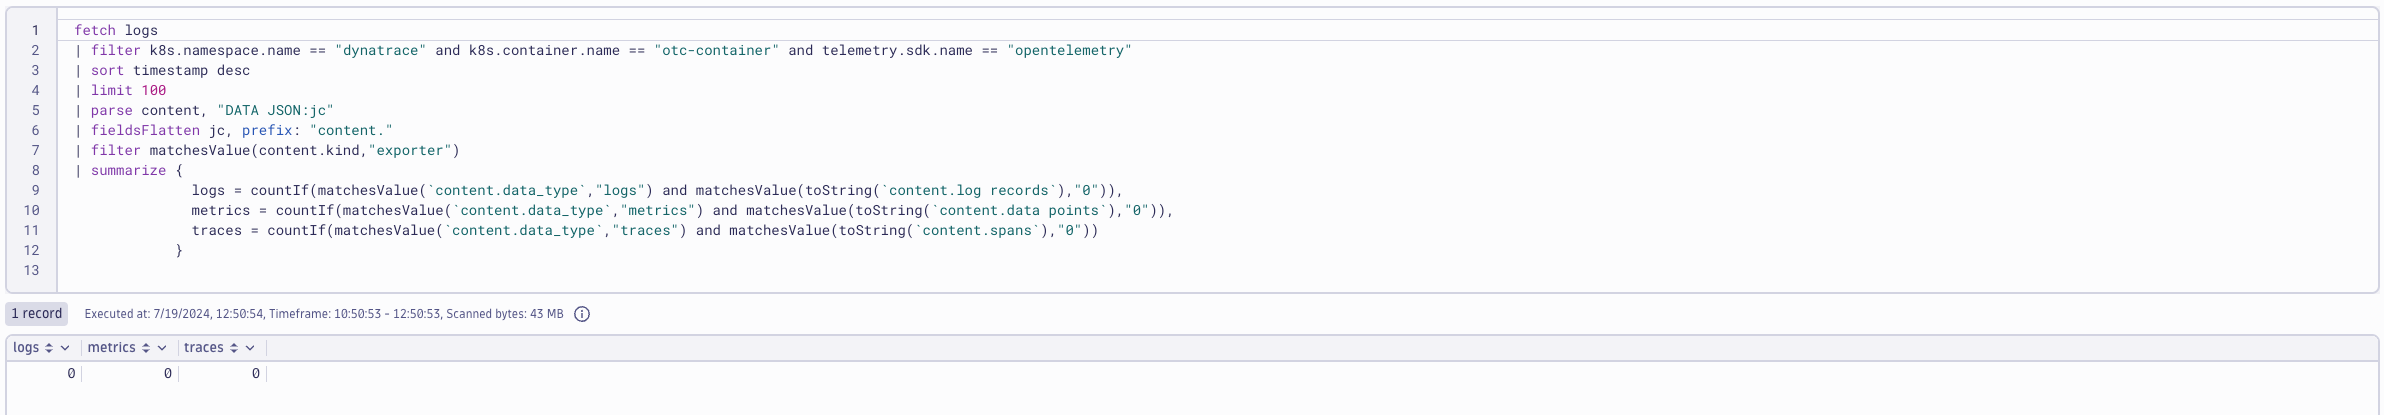 1 fetch logs
2 | filter k8s.namespace.name == "dynatrace" and k8s.container.name == "otc-container" and telemetry.sdk.name == "opentelemetry"
3 | sort timestamp desc
4 | limit 100
5 | parse content, "DATA JSON:jc"
6 | fieldsFlatten jc, prefix: "content."
7 | filter matchesValue(content.kind,"exporter")
8 | summarize {
9 logs = countIf(matchesValue(`content.data_type`,"logs") and matchesValue(toString(`content.log records`),"0")),
10 metrics = countIf(matchesValue(`content.data_type`,"metrics") and matchesValue(toString(`content.data points`),"0")),
11 traces = countIf(matchesValue(`content.data_type`,"traces") and matchesValue(toString(`content.spans`),"0"))
12 }
13
1 record Executed at: 7/19/2024, 12:50:54, Timeframe: 10:50:53 - 12:50:53, Scanned bytes: 43 MB
logs metrics traces
0 0 0